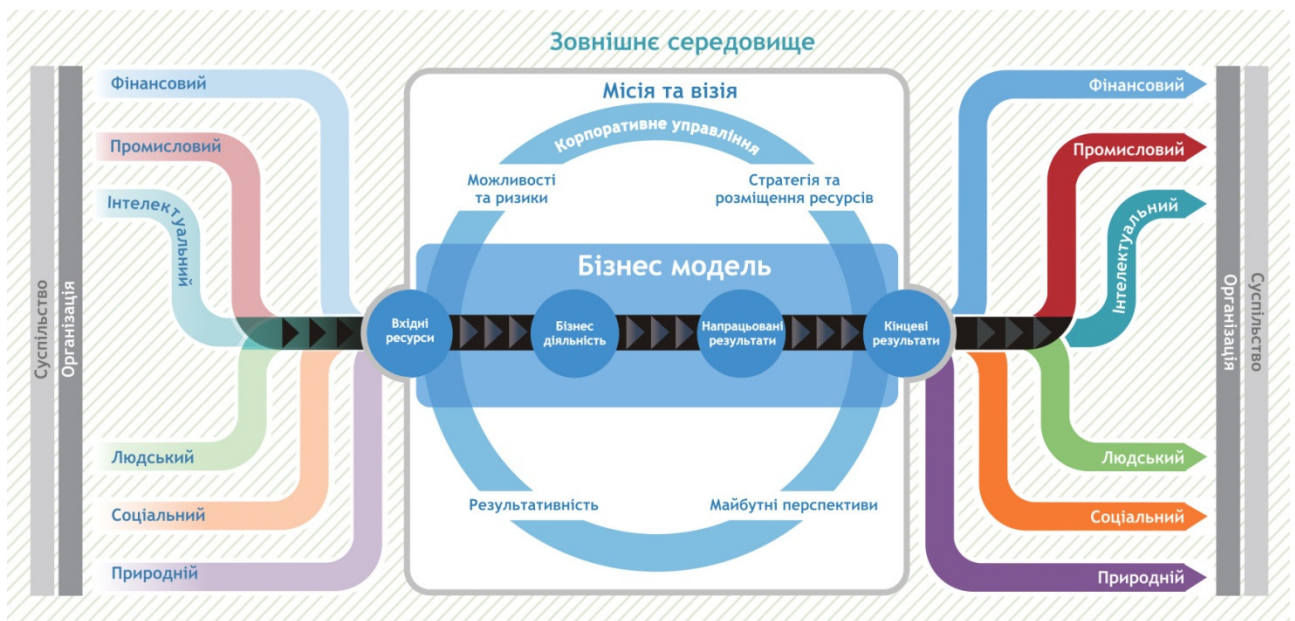 Зовнішнє середовище
Суспільство
Організація
Фінансовий
Промисловий
Інтелектуальний
Людський
Соціальний
Природній
Місія та візія
Корпоративне управління
Можливості
та ризики
Стратегія та
розміщення ресурсів
Бізнес модель
Вхідні
ресурси
Бізнес
діяльність
Напрацьовані
результати
Кінцеві
результати
Результативність
Майбутні перспективи
Фінансовий
Промисловий
Інтелектуальний
Людський
Соціальний
Природній
Організація
Суспільство